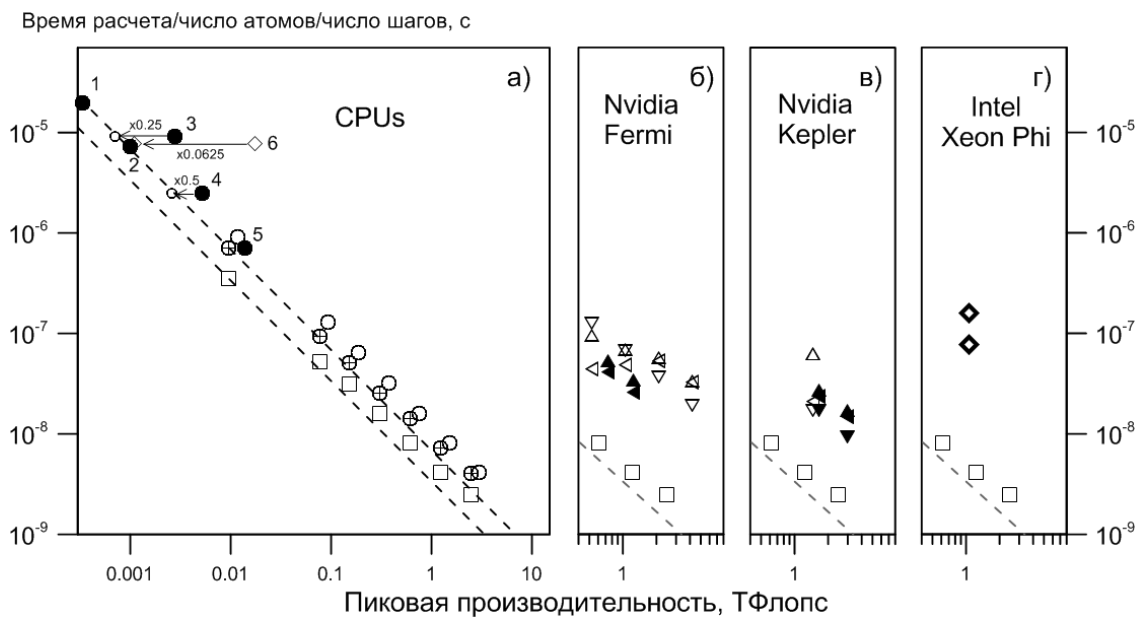 Время расчета/число атомов/число шагов, с
а)
б)
в)
г)
CPUs
Nvidia
Fermi
Nvidia
Kepler
Intel
Xeon Phi
1
x0.25
3
2
x0.0625
6
x0.5
4
5
10⁻⁵
10⁻⁶
10⁻⁷
10⁻⁸
10⁻⁹
10⁻⁵
10⁻⁶
10⁻⁷
10⁻⁸
10⁻⁹
0.001
0.01
0.1
1
10
1
1
1
Пиковая производительность, ТФлопс